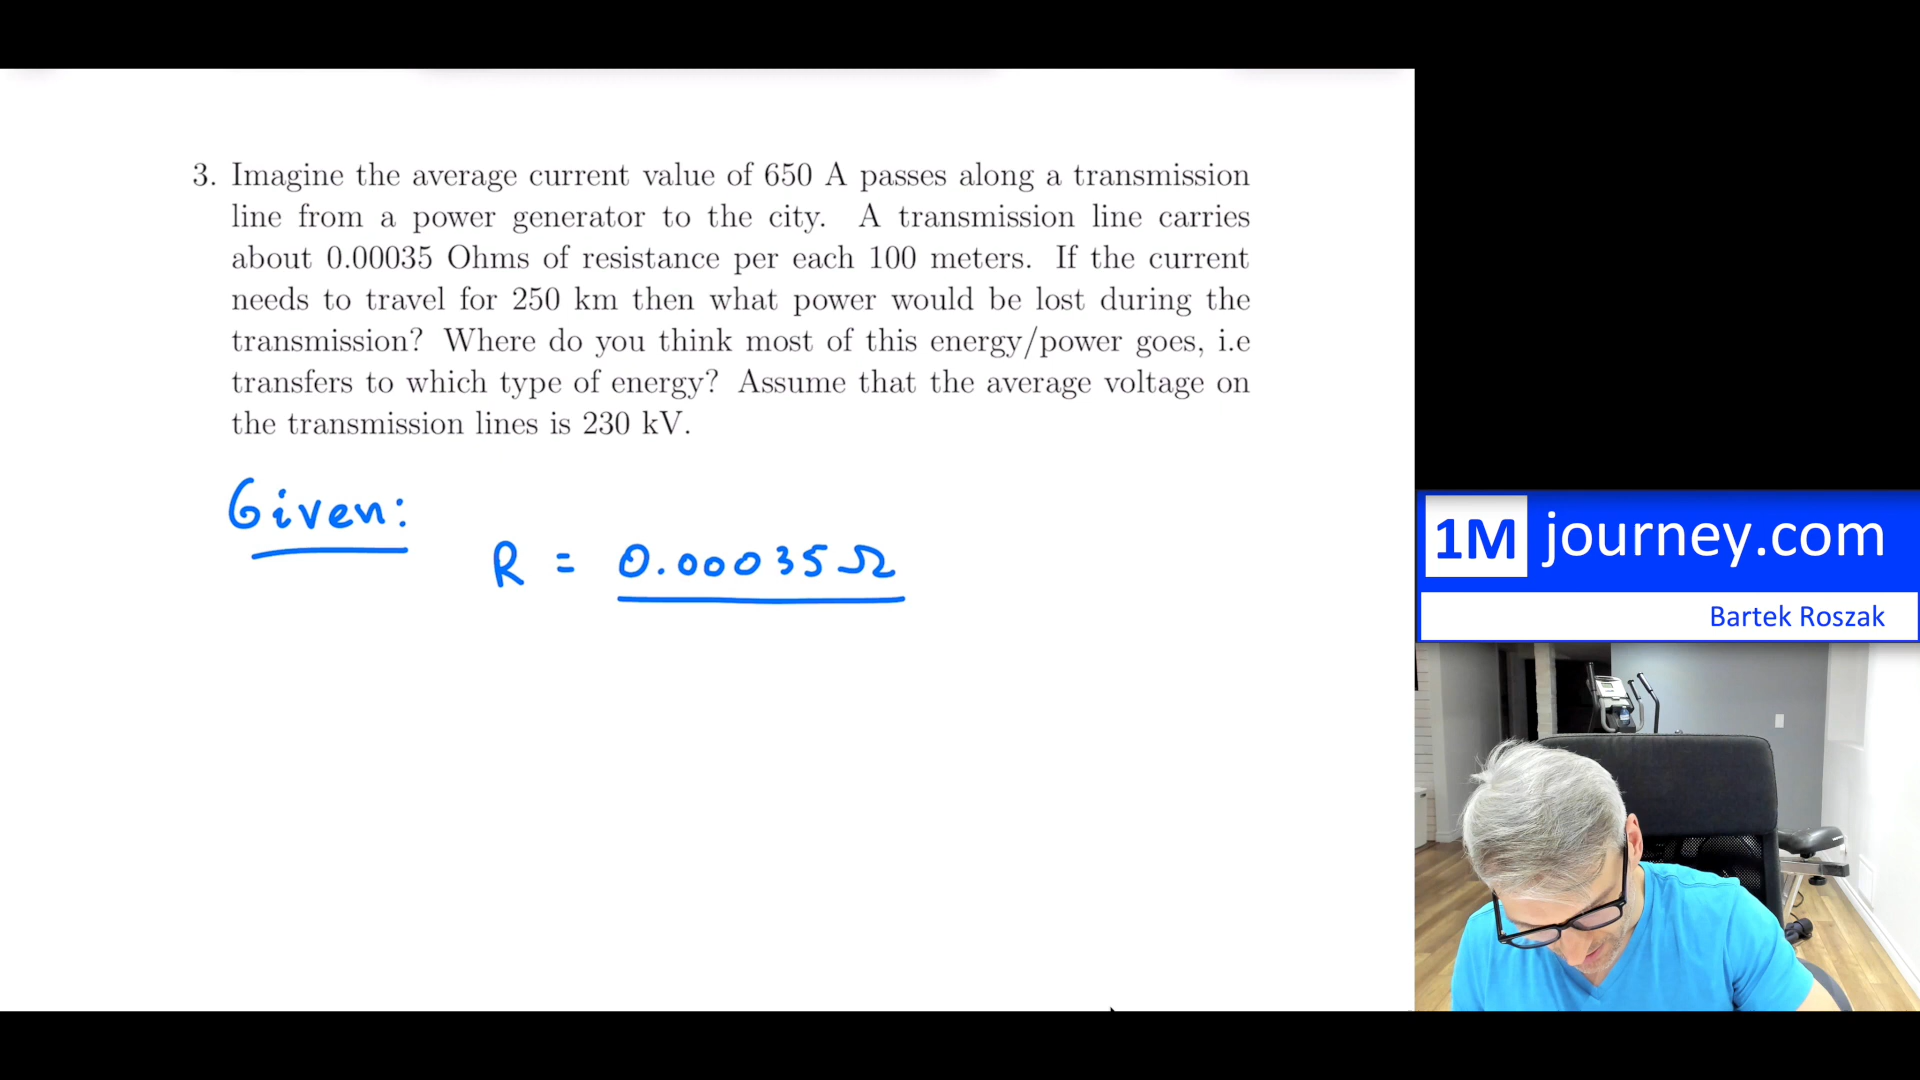 3. Imagine the average current value of 650 A passes along a transmission
line from a power generator to the city. A transmission line carries
about 0.00035 Ohms of resistance per each 100 meters. If the current
needs to travel for 250 km then what power would be lost during the
transmission? Where do you think most of this energy/power goes, i.e
transfers to which type of energy? Assume that the average voltage on
the transmission lines is 230 kV.
Given:
R = 0.00035 Ω
1M journey.com
Bartek Roszak